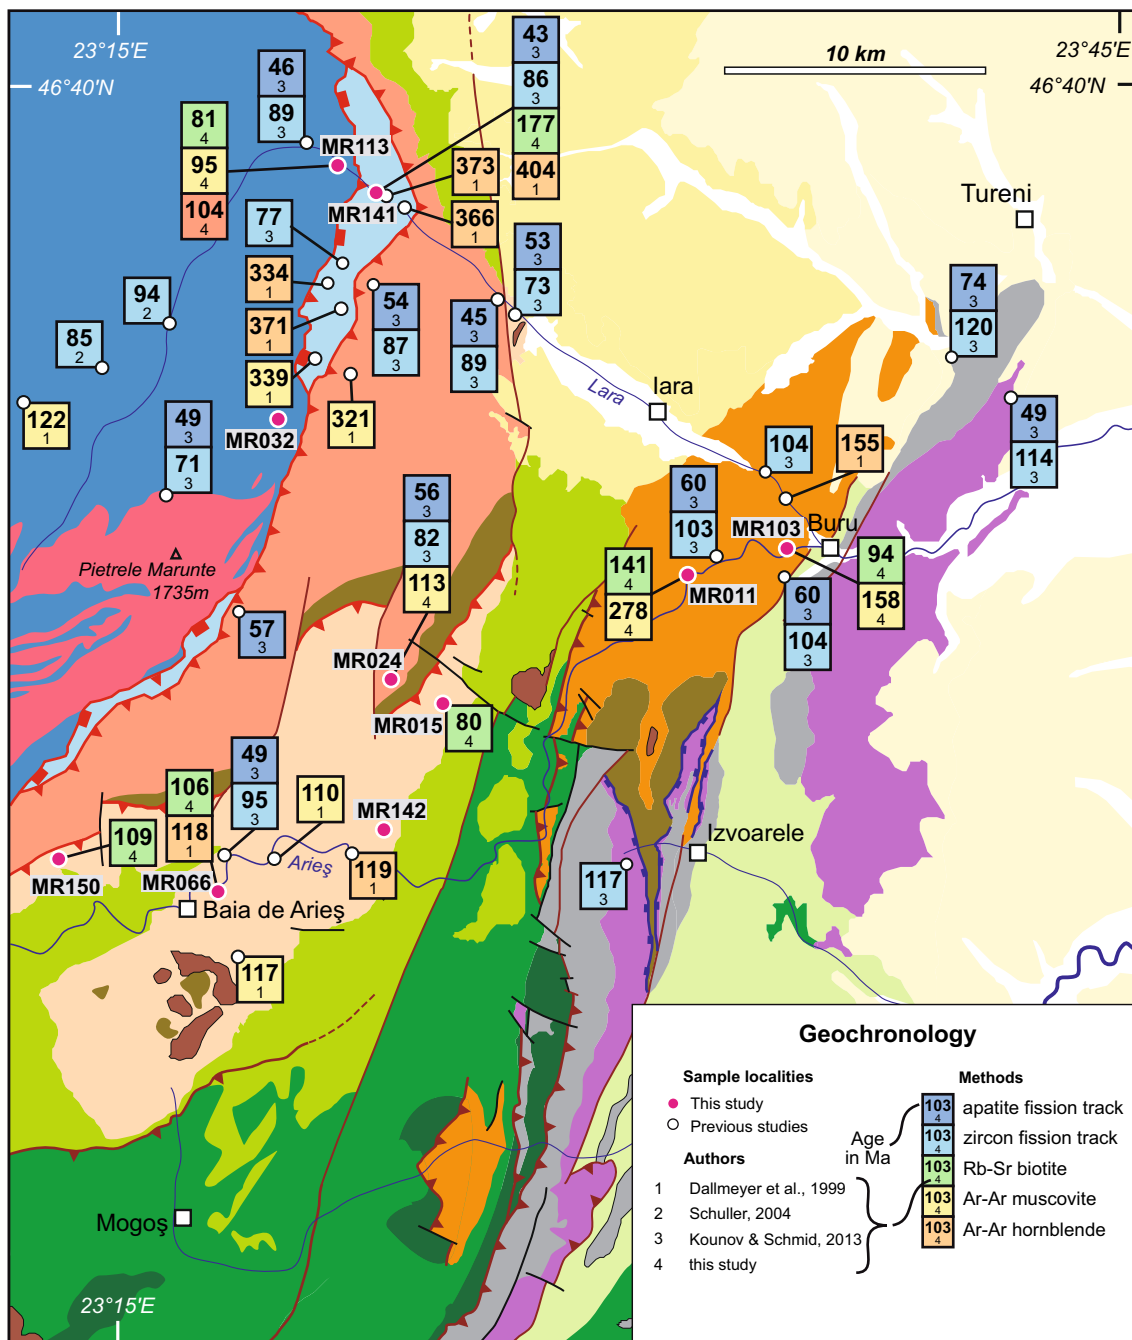 23°15'E
23°45'E
46°40'N
46°40'N
10 km
43
3
86
3
177
4
404
1
46
3
89
3
81
4
95
4
104
4
MR113
MR141
373
1
366
1
Tureni
77
3
334
1
371
1
339
1
53
3
73
3
94
2
85
2
54
3
87
3
45
3
89
3
74
3
120
3
122
1
49
3
71
3
MR032
321
1
Lara
Iara
49
3
114
3
104
3
155
1
56
3
82
3
113
4
60
3
103
3
MR103
Buru
Pietrele Marunte
1735m
141
4
278
4
MR011
94
4
158
4
60
3
104
3
57
3
MR024
MR015
80
4
49
3
95
3
106
4
118
1
110
1
MR142
109
4
MR150
MR066
Arieş
119
1
Izvoarele
117
3
Baia de Arieş
117
1
Mogoş
23°15'E
Geochronology
Sample localities
This study
Previous studies
Authors
1 Dallmeyer et al., 1999
2 Schuller, 2004
3 Kounov & Schmid, 2013
4 this study
Age
in Ma
Methods
103
4
apatite fission track
103
4
zircon fission track
103
4
Rb-Sr biotite
103
4
Ar-Ar muscovite
103
4
Ar-Ar hornblende